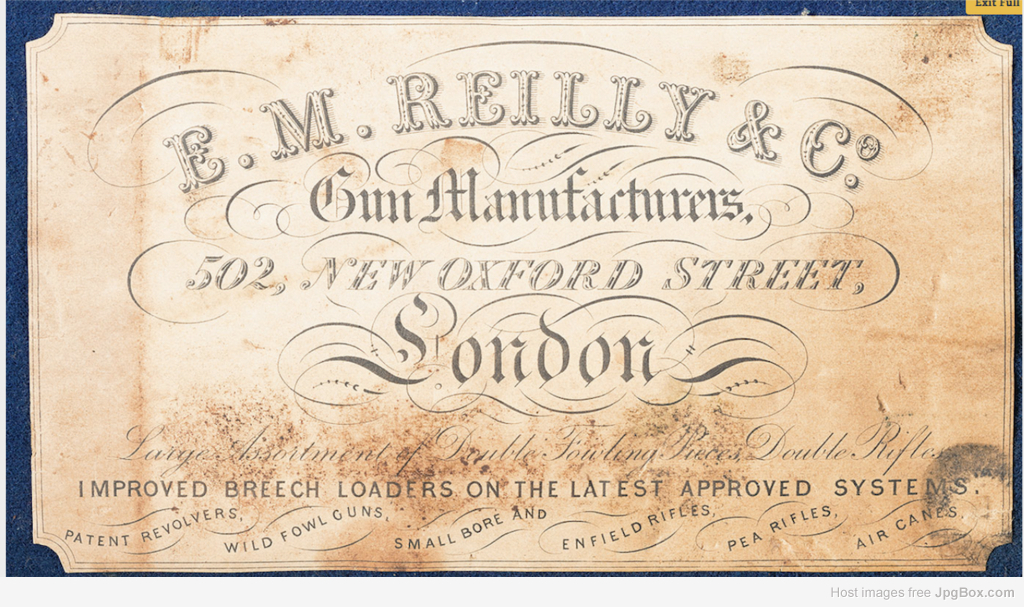 Exit Full
E. M. REILLY & Co.
Gun Manufacturers,
502, NEW OXFORD STREET,
London
Large Assortment of Double Fowling Pieces, Double Rifles
IMPROVED BREECH LOADERS ON THE LATEST APPROVED SYSTEMS.
PATENT REVOLVERS, WILD FOWL GUNS, SMALL BORE AND ENFIELD RIFLES, PEA RIFLES, AIR CANES,
Host images free JpgBox.com